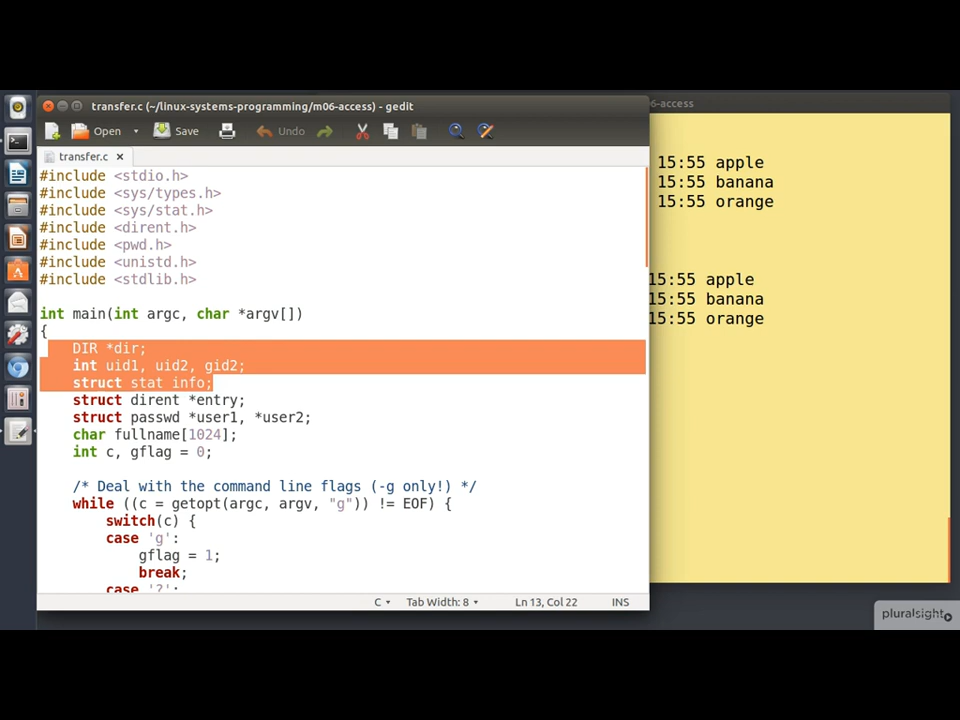 transfer.c (~/linux-systems-programming/m06-access) - gedit
6-access
Open
Save
Undo
transfer.c
#include <stdio.h>
#include <sys/types.h>
#include <sys/stat.h>
#include <dirent.h>
#include <pwd.h>
#include <unistd.h>
#include <stdlib.h>
int main(int argc, char *argv[])
{
DIR *dir;
int uid1, uid2, gid2;
struct stat info;
struct dirent *entry;
struct passwd *user1, *user2;
char fullname[1024];
int c, gflag = 0;
/* Deal with the command line flags (-g only!) */
while ((c = getopt(argc, argv, "g")) != EOF) {
switch(c) {
case 'g':
gflag = 1;
break;
case '?':
C
Tab Width: 8
Ln 13, Col 22
INS
15:55 apple
15:55 banana
15:55 orange
15:55 apple
15:55 banana
15:55 orange
pluralsight